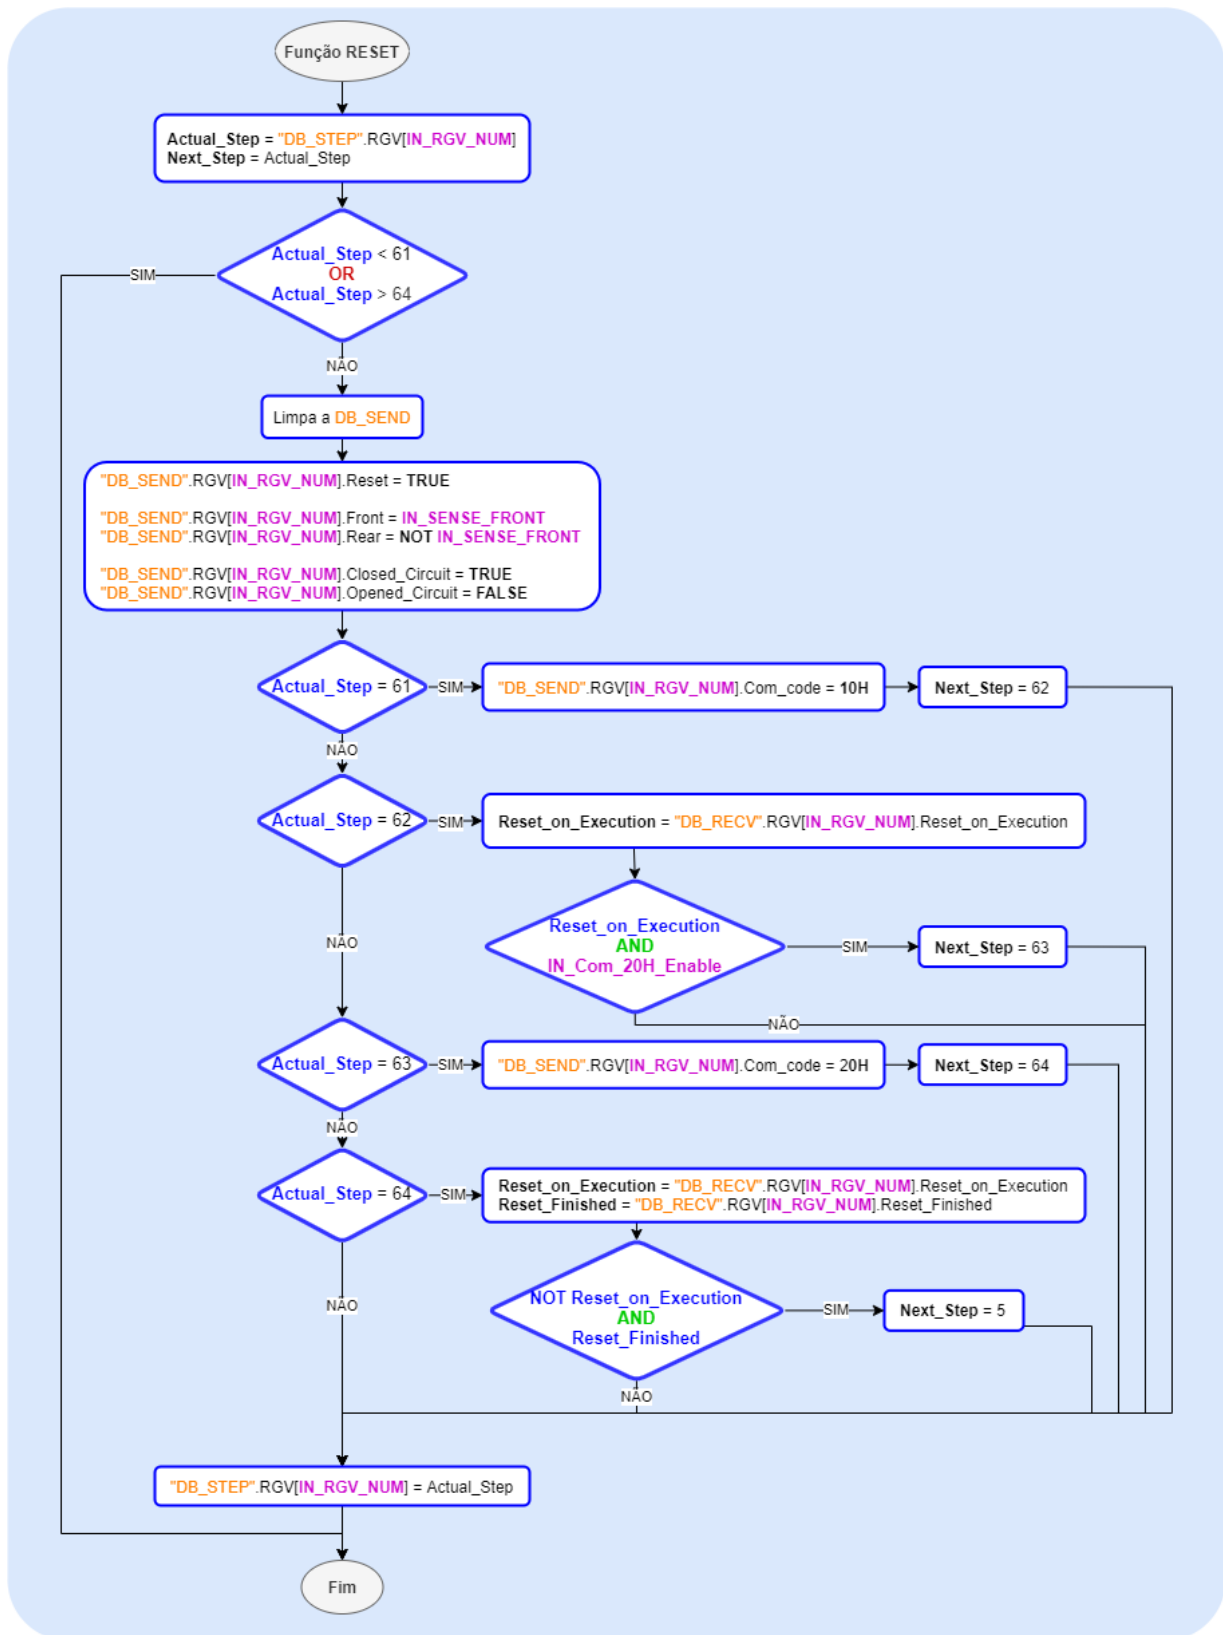 Função RESET
Actual_Step = "DB_STEP".RGV[IN_RGV_NUM]
Next_Step = Actual_Step
Actual_Step < 61
OR
Actual_Step > 64
SIM
NÃO
Limpa a DB_SEND
"DB_SEND".RGV[IN_RGV_NUM].Reset = TRUE
"DB_SEND".RGV[IN_RGV_NUM].Front = IN_SENSE_FRONT
"DB_SEND".RGV[IN_RGV_NUM].Rear = NOT IN_SENSE_FRONT
"DB_SEND".RGV[IN_RGV_NUM].Closed_Circuit = TRUE
"DB_SEND".RGV[IN_RGV_NUM].Opened_Circuit = FALSE
Actual_Step = 61
SIM
"DB_SEND".RGV[IN_RGV_NUM].Com_code = 10H
Next_Step = 62
NÃO
Actual_Step = 62
SIM
Reset_on_Execution = "DB_RECV".RGV[IN_RGV_NUM].Reset_on_Execution
Reset_on_Execution
AND
IN_Com_20H_Enable
SIM
Next_Step = 63
NÃO
NÃO
Actual_Step = 63
SIM
"DB_SEND".RGV[IN_RGV_NUM].Com_code = 20H
Next_Step = 64
NÃO
Actual_Step = 64
SIM
Reset_on_Execution = "DB_RECV".RGV[IN_RGV_NUM].Reset_on_Execution
Reset_Finished = "DB_RECV".RGV[IN_RGV_NUM].Reset_Finished
NOT Reset_on_Execution
AND
Reset_Finished
SIM
Next_Step = 5
NÃO
NÃO
"DB_STEP".RGV[IN_RGV_NUM] = Actual_Step
Fim